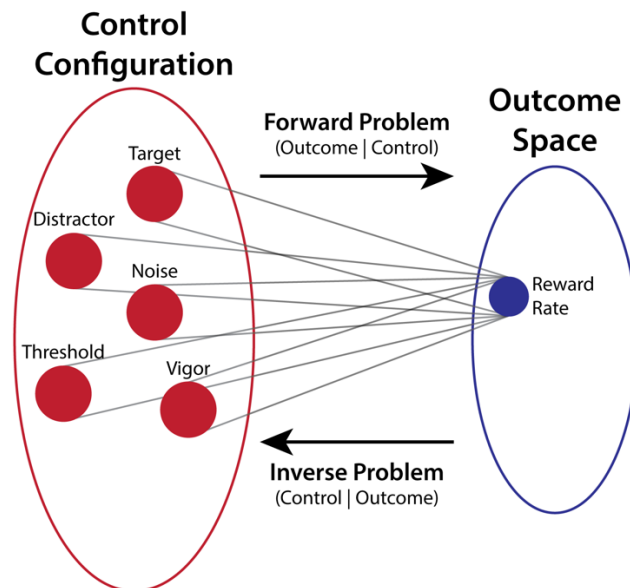 Control
Configuration
Outcome
Space
Forward Problem
(Outcome | Control)
Target
Distractor
Noise
Threshold
Vigor
Reward
Rate
Inverse Problem
(Control | Outcome)